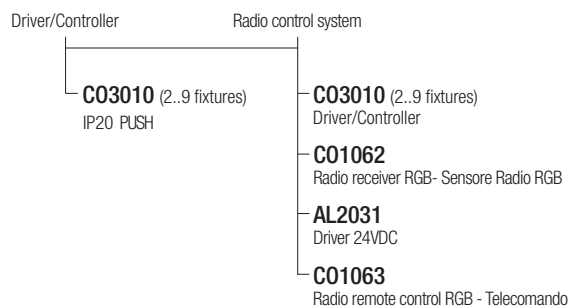 Driver/Controller
Radio control system
CO3010 (2..9 fixtures)
IP20 PUSH
CO3010 (2..9 fixtures)
Driver/Controller
CO1062
Radio receiver RGB- Sensore Radio RGB
AL2031
Driver 24VDC
CO1063
Radio remote control RGB - Telecomando